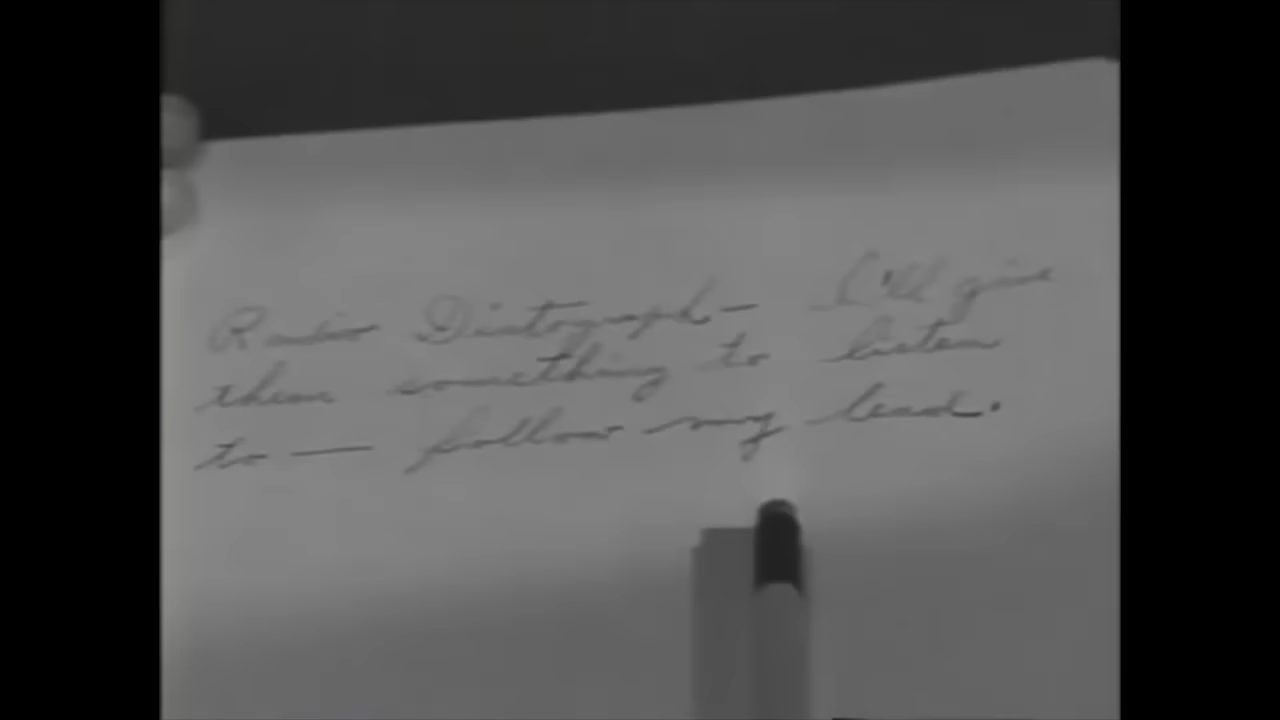 Radio Dictograph — I'll give
them something to listen
to — follow my lead.